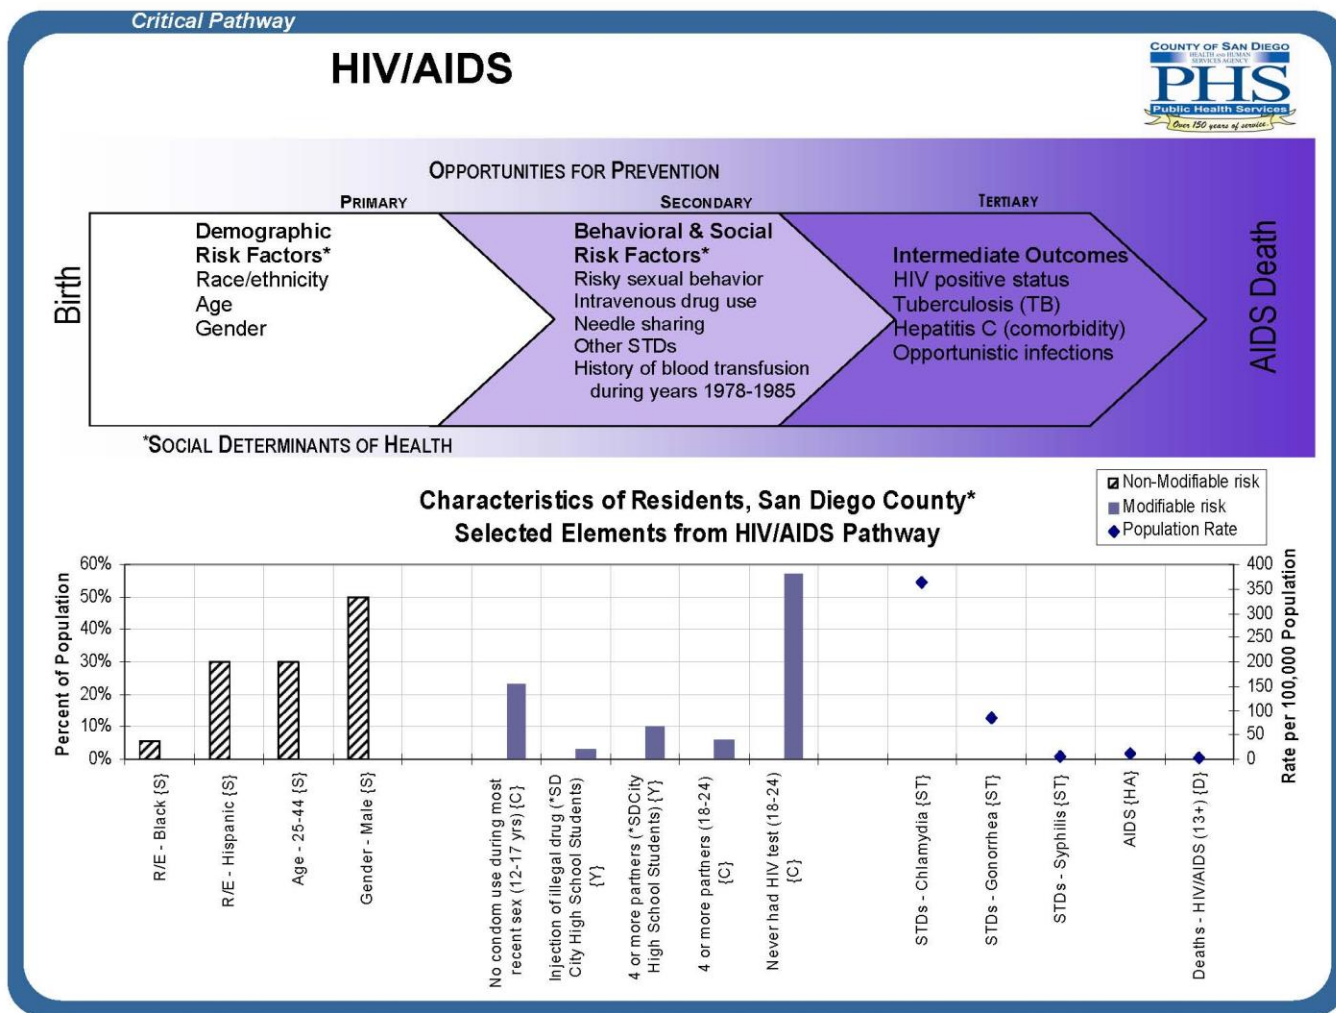 Critical Pathway
HIV/AIDS
COUNTY OF SAN DIEGO
HEALTH AND HUMAN
SERVICES AGENCY
PHS
Public Health Services
Over 150 years of service
OPPORTUNITIES FOR PREVENTION
PRIMARY
SECONDARY
TERTIARY
Birth
Demographic
Risk Factors*
Race/ethnicity
Age
Gender
Behavioral & Social
Risk Factors*
Risky sexual behavior
Intravenous drug use
Needle sharing
Other STDs
History of blood transfusion
during years 1978-1985
Intermediate Outcomes
HIV positive status
Tuberculosis (TB)
Hepatitis C (comorbidity)
Opportunistic infections
AIDS Death
*SOCIAL DETERMINANTS OF HEALTH
Characteristics of Residents, San Diego County*
Selected Elements from HIV/AIDS Pathway
Non-Modifiable risk
Modifiable risk
Population Rate
Percent of Population
60%
50%
40%
30%
20%
10%
0%
400
350
300
250
200
150
100
50
0
Rate per 100,000 Population
R/E - Black {S}
R/E - Hispanic {S}
Age - 25-44 {S}
Gender - Male {S}
No condom use during most
recent sex (12-17 yrs) {C}
Injection of illegal drug (*SD
City High School Students)
{Y}
4 or more partners (*SDCity
High School Students) {Y}
4 or more partners (18-24)
{C}
Never had HIV test (18-24)
{C}
STDs - Chlamydia {ST}
STDs - Gonorrhea {ST}
STDs - Syphilis {ST}
AIDS {HA}
Deaths - HIV/AIDS (13+) {D}